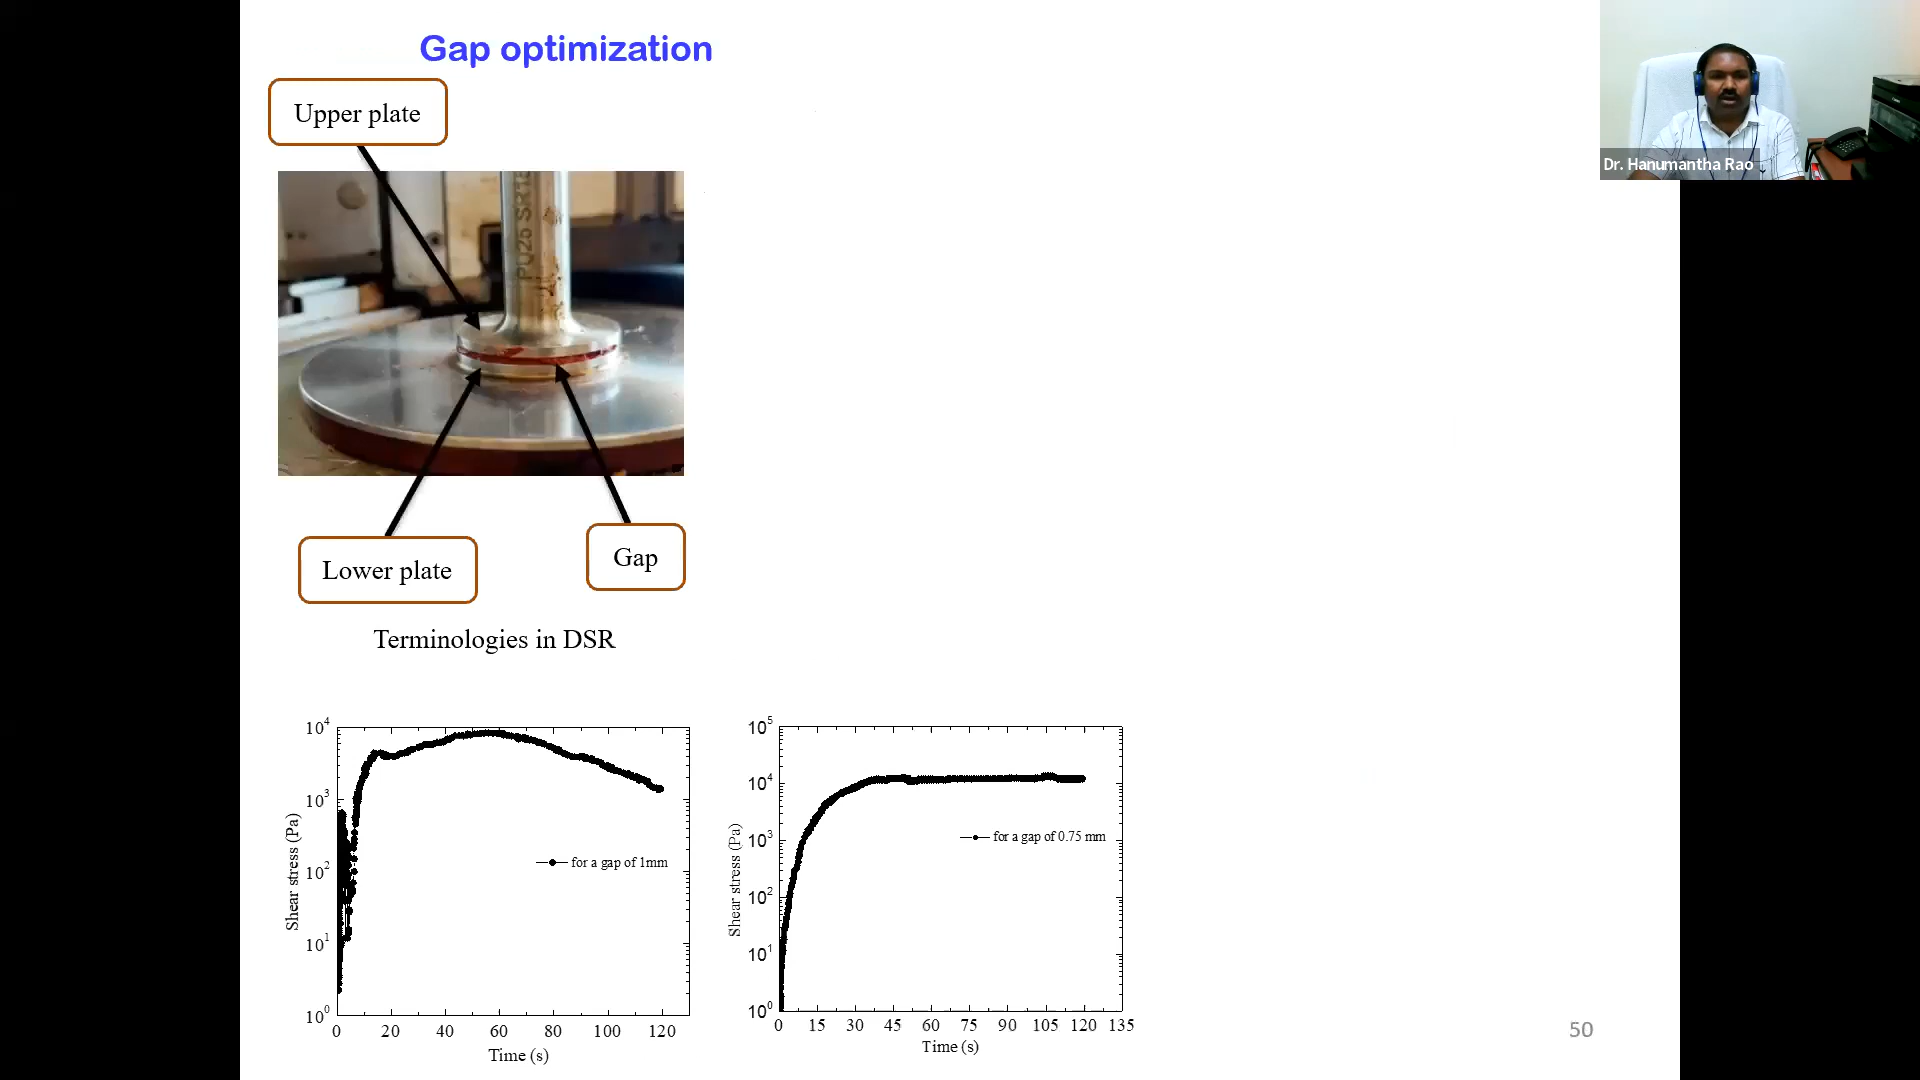 Gap optimization
Upper plate
Dr. Hanumantha Rao
PU25 SR18
Lower plate
Gap
Terminologies in DSR
10^4
10^3
10^2
10^1
10^0
Shear stress (Pa)
for a gap of 1mm
0 20 40 60 80 100 120
Time (s)
10^5
10^4
10^3
10^2
10^1
10^0
Shear stress (Pa)
for a gap of 0.75 mm
0 15 30 45 60 75 90 105 120 135
Time (s)
50